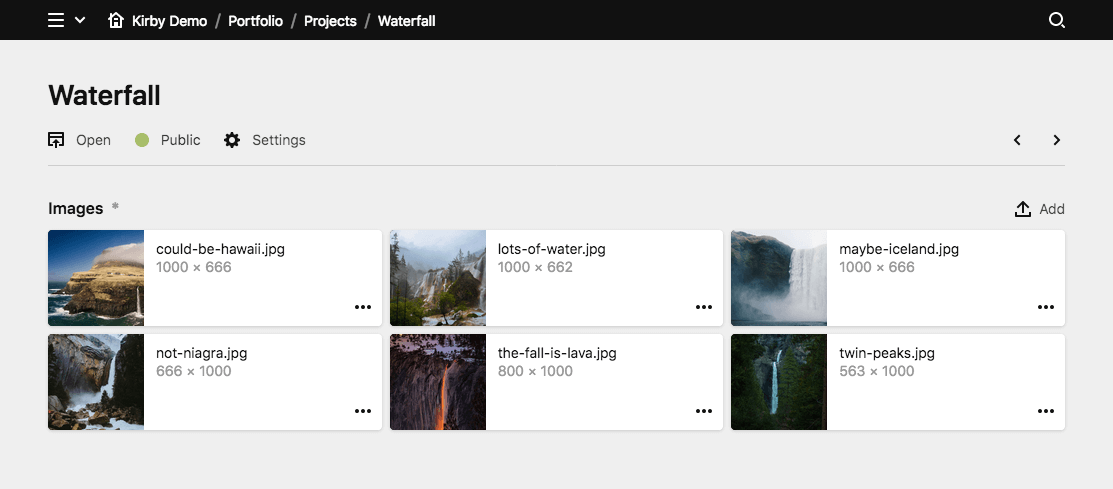 Kirby Demo / Portfolio / Projects / Waterfall
Waterfall
Open Public Settings
Images *
Add
could-be-hawaii.jpg
1000 × 666
lots-of-water.jpg
1000 × 662
maybe-iceland.jpg
1000 × 666
not-niagra.jpg
666 × 1000
the-fall-is-lava.jpg
800 × 1000
twin-peaks.jpg
563 × 1000